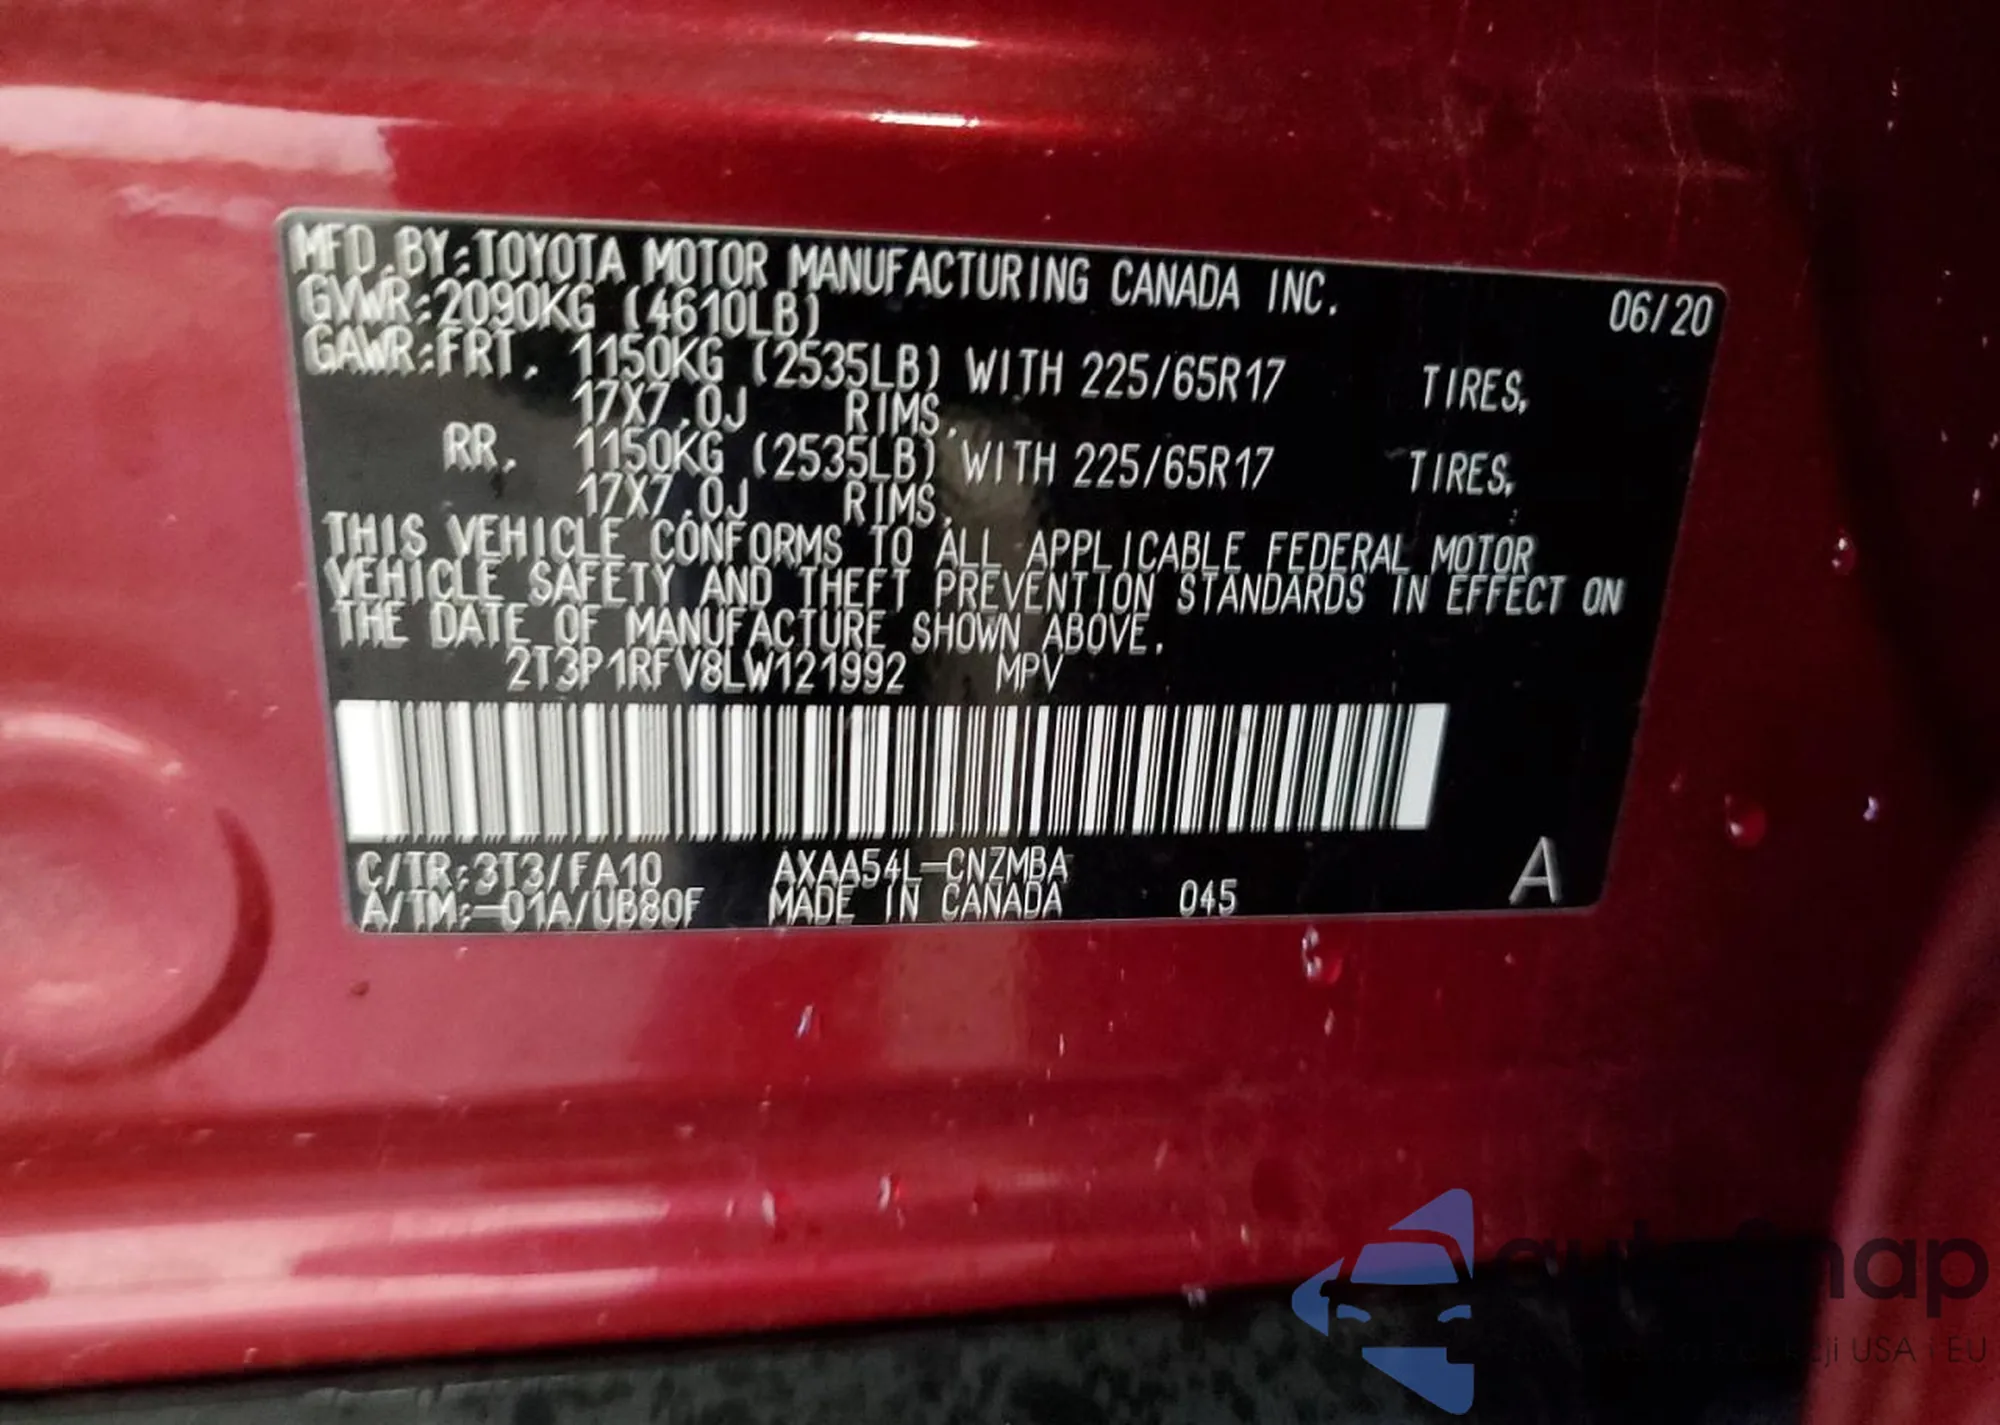 MFD.BY:TOYOTA MOTOR MANUFACTURING CANADA INC. 06/20
GVWR:2090KG (4610LB)
GAWR:FRT. 1150KG (2535LB) WITH 225/65R17 TIRES,
17X7.0J RIMS,
RR. 1150KG (2535LB) WITH 225/65R17 TIRES,
17X7.0J RIMS,
THIS VEHICLE CONFORMS TO ALL APPLICABLE FEDERAL MOTOR
VEHICLE SAFETY AND THEFT PREVENTION STANDARDS IN EFFECT ON
THE DATE OF MANUFACTURE SHOWN ABOVE.
2T3P1RFV8LW121992 MPV
C/TR:3T3/FA10 AXAA54L-CNZMBA
A/TM:-01A/UB80F MADE IN CANADA 045 A
USA i EU